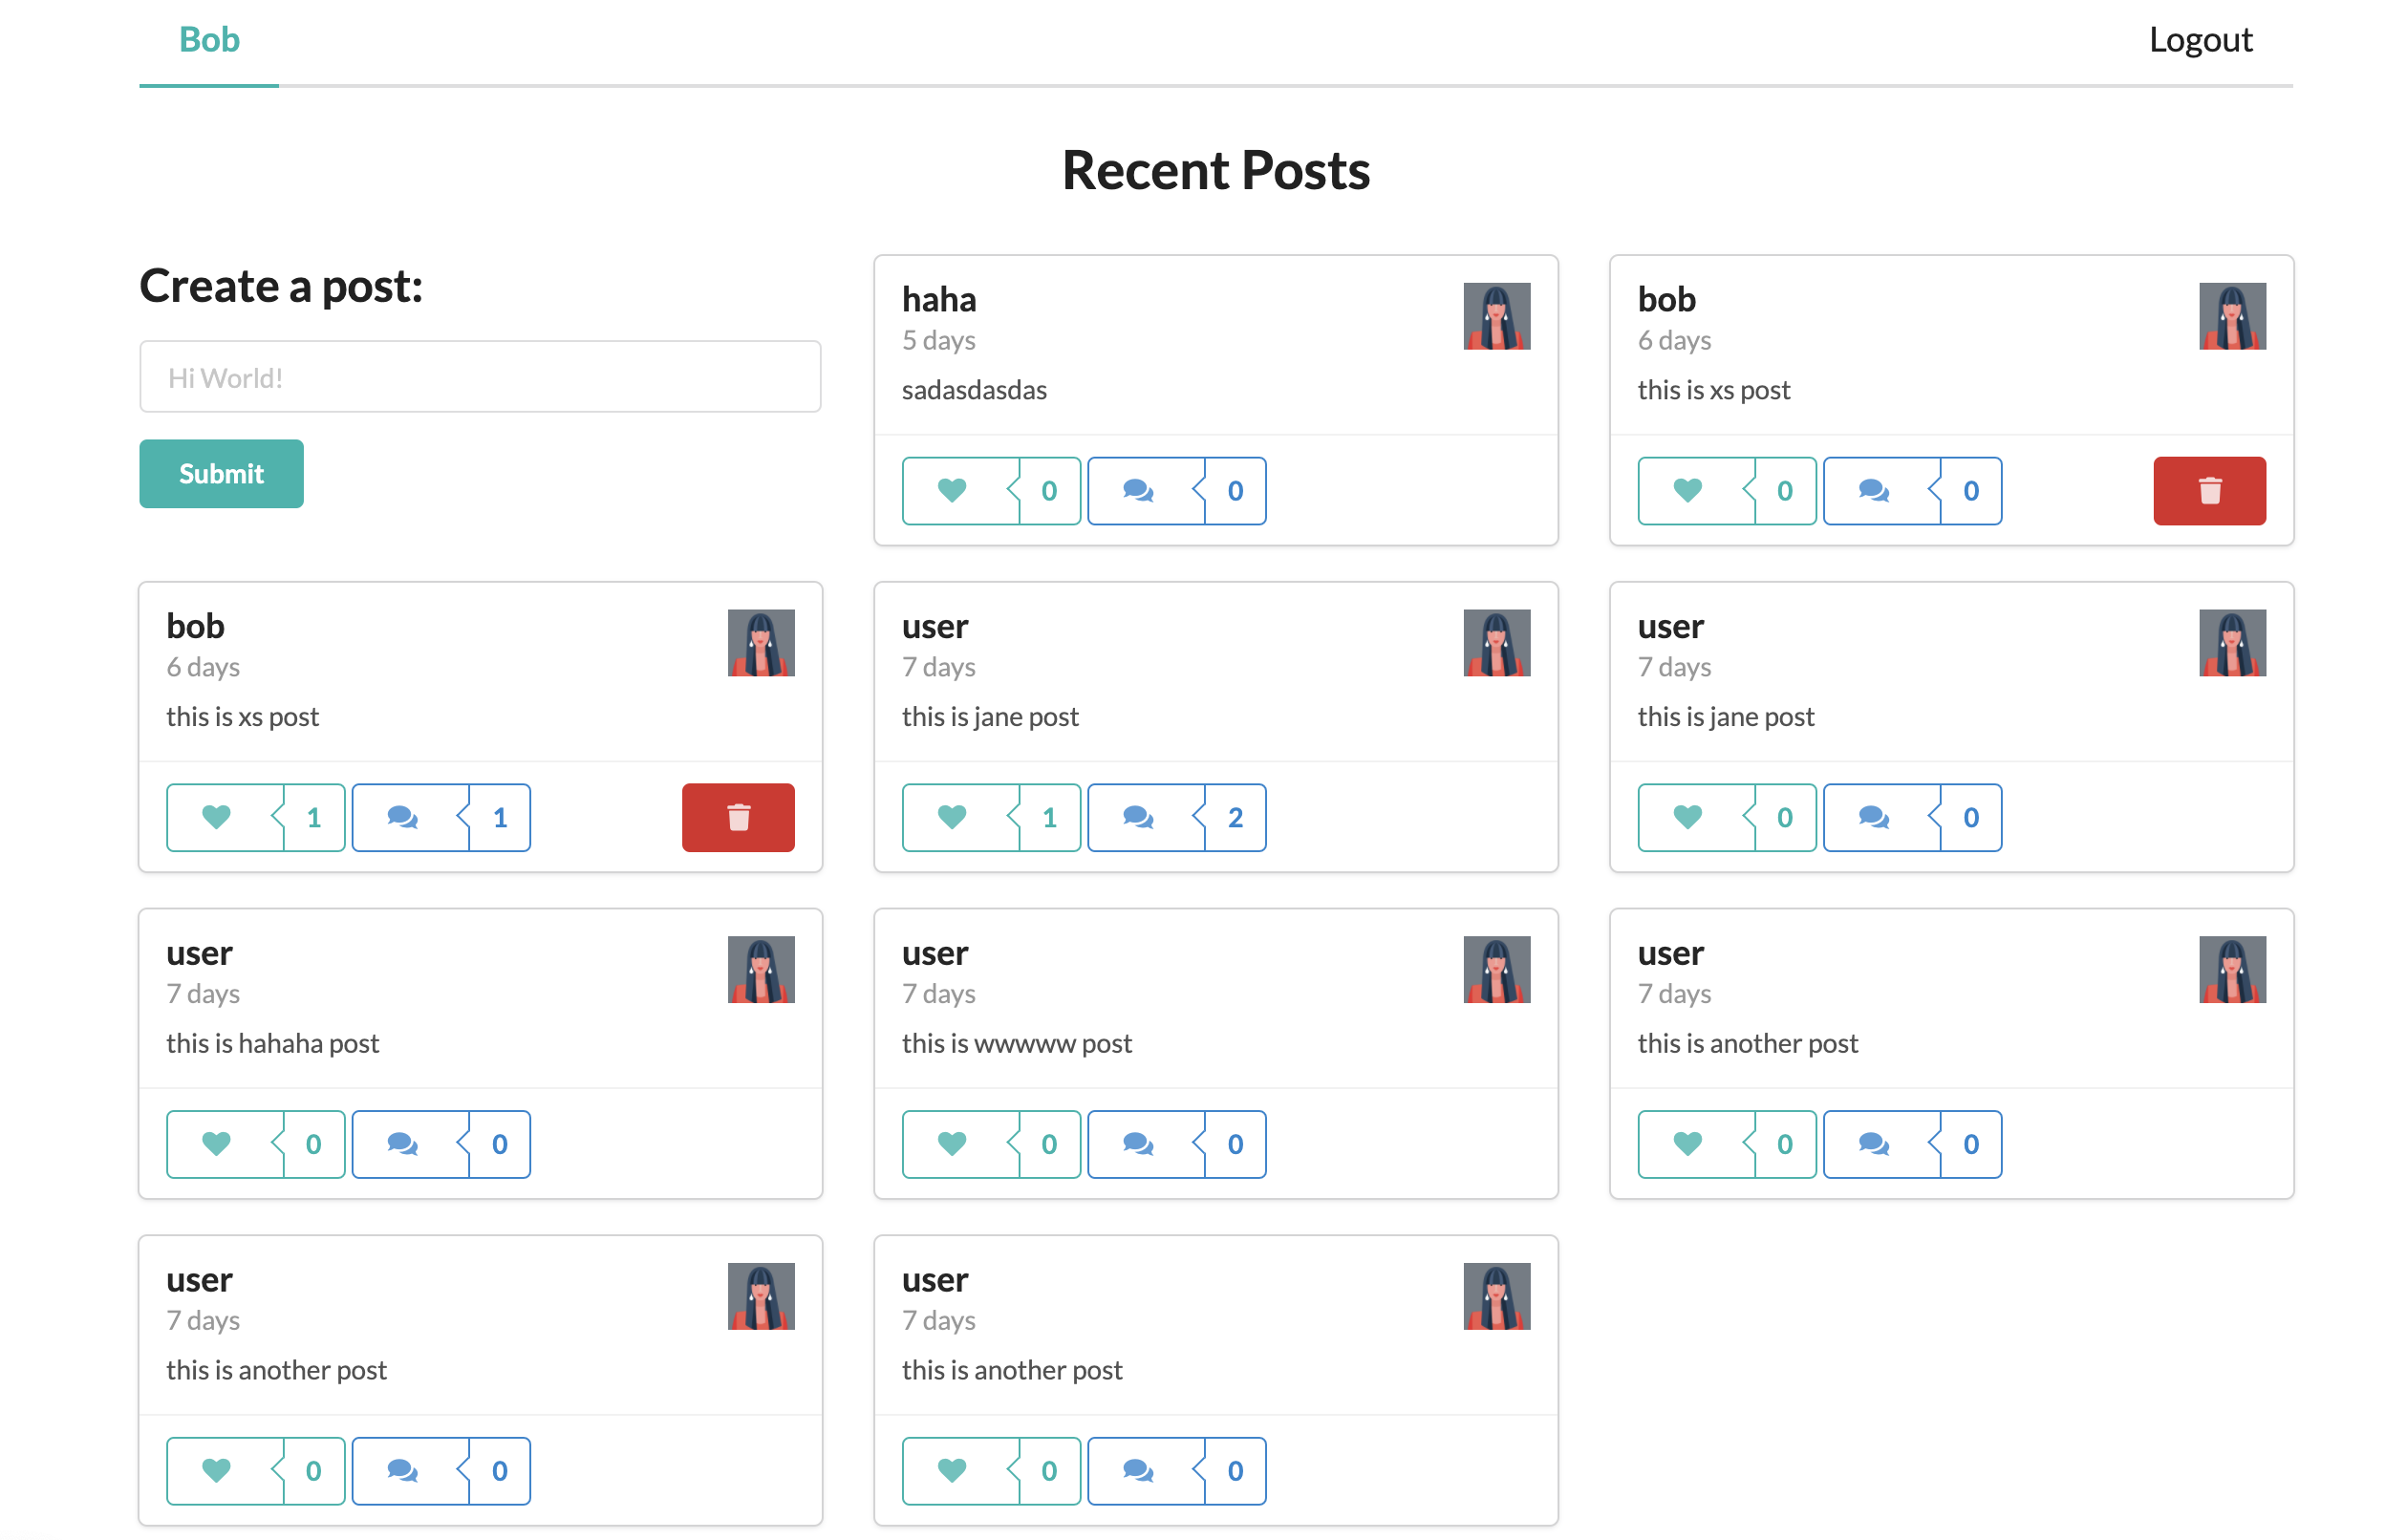 Bob
Logout
Recent Posts
Create a post:
Hi World!
Submit
haha
5 days
sadasdasdas
0
0
bob
6 days
this is xs post
0
0
bob
6 days
this is xs post
1
1
user
7 days
this is jane post
1
2
user
7 days
this is jane post
0
0
user
7 days
this is hahaha post
0
0
user
7 days
this is wwwww post
0
0
user
7 days
this is another post
0
0
user
7 days
this is another post
0
0
user
7 days
this is another post
0
0